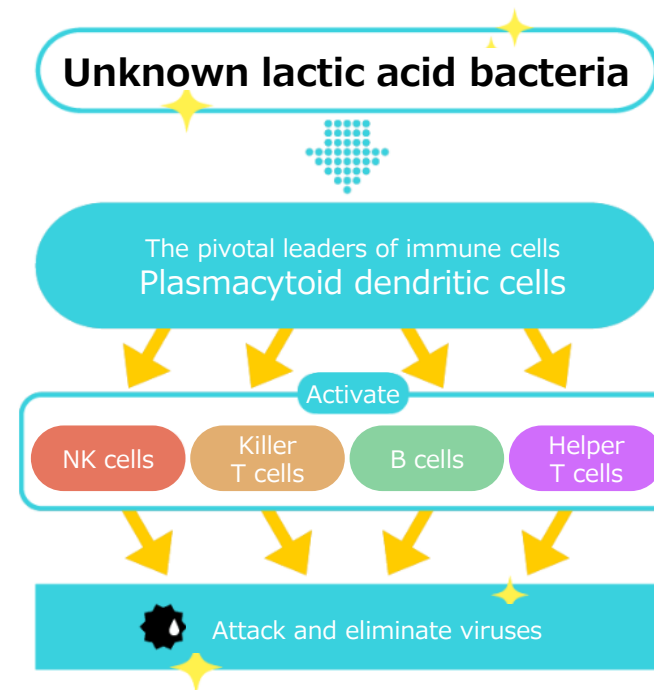 Unknown lactic acid bacteria
The pivotal leaders of immune cells
Plasmacytoid dendritic cells
Activate
NK cells
Killer
T cells
B cells
Helper
T cells
Attack and eliminate viruses